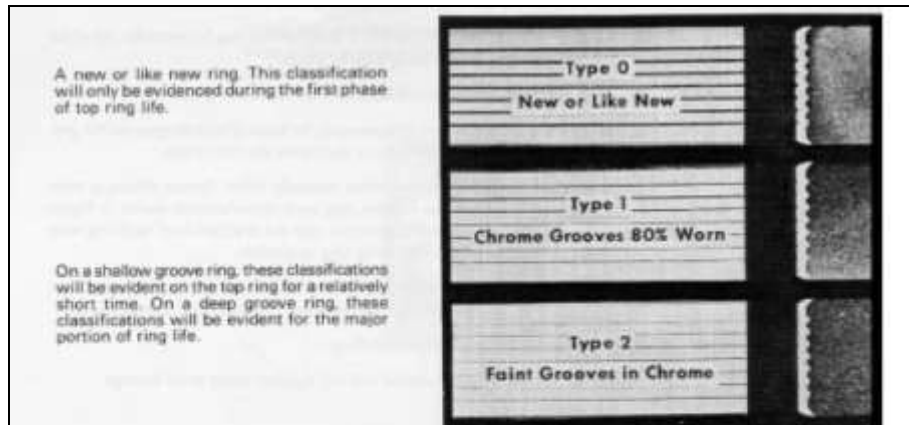 A new or like new ring. This classification
will only be evidenced during the first phase
of top ring life.
Type 0
New or Like New
Type 1
Chrome Grooves 80% Worn
On a shallow groove ring, these classifications
will be evident on the top ring for a relatively
short time. On a deep groove ring, these
classifications will be evident for the major
portion of ring life.
Type 2
Faint Grooves in Chrome